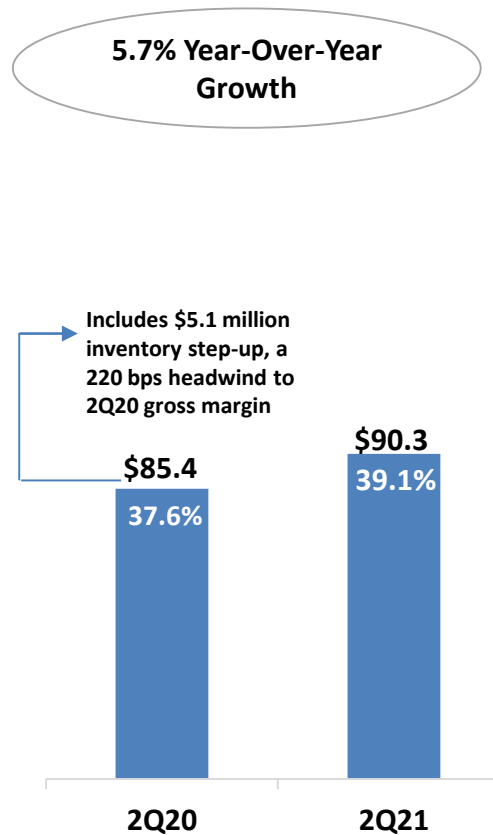 5.7% Year-Over-Year
Growth
Includes $5.1 million
inventory step-up, a
220 bps headwind to
2Q20 gross margin
$85.4
$90.3
37.6%
39.1%
2Q20
2Q21